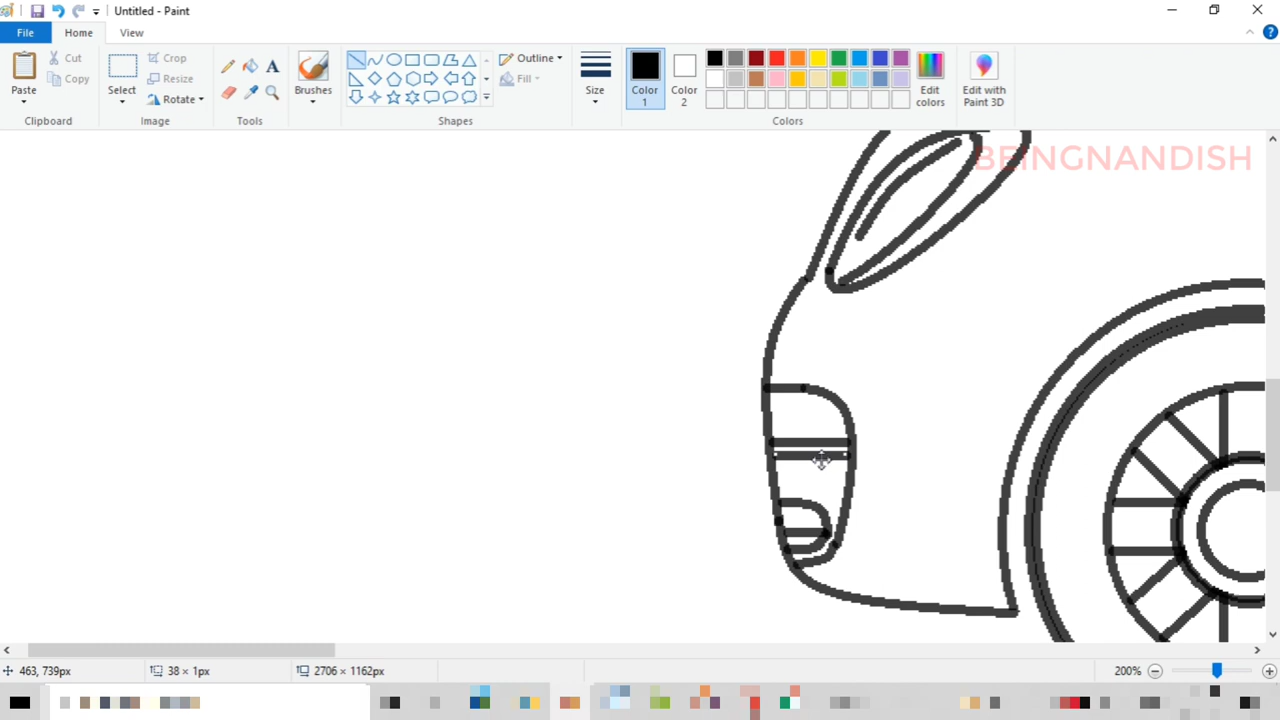 Untitled - Paint
File Home View
Paste
Cut
Copy
Clipboard
Select
Crop
Resize
Rotate
Image
A
Tools
Brushes
Outline
Fill
Shapes
Size
Color 1
Color 2
Edit colors
Colors
Edit with Paint 3D
BEINGNANDISH
463, 739px
38 × 1px
2706 × 1162px
200%